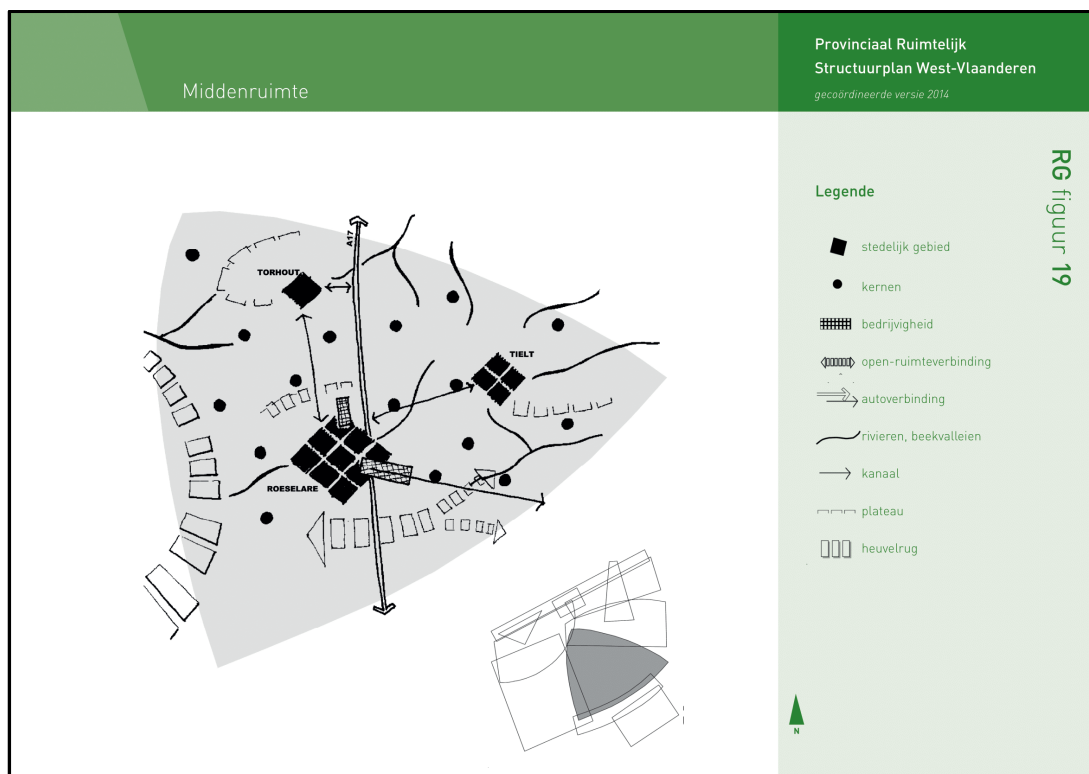 Middenruimte
Provinciaal Ruimtelijk
Structuurplan West-Vlaanderen
gecoördineerde versie 2014
RG figuur 19
Legende
stedelijk gebied
kernen
bedrijvigheid
open-ruimteverbinding
autoverbinding
rivieren, beekvalleien
kanaal
plateau
heuvelrug
N
A17
TORHOUT
TIELT
ROESELARE